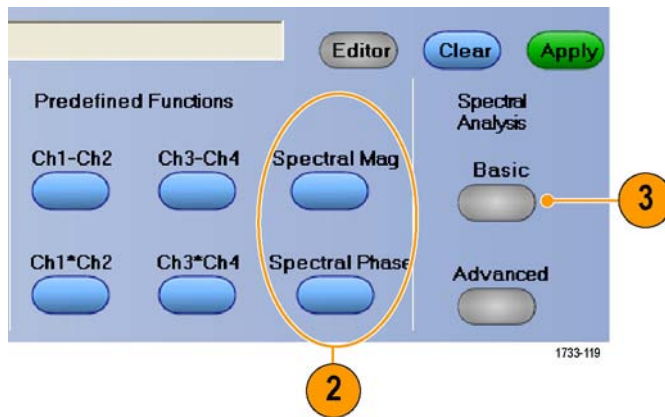 Editor Clear Apply
Predefined Functions Spectral
Analysis
Ch1-Ch2 Ch3-Ch4 Spectral Mag Basic
3
Ch1*Ch2 Ch3*Ch4 Spectral Phase Advanced
1733-119
2